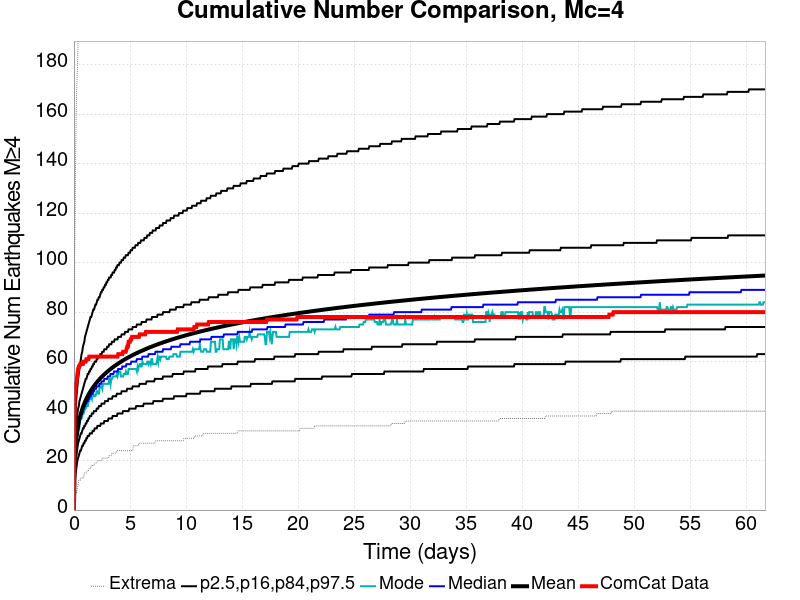 Cumulative Number Comparison, Mc=4
Cumulative Num Earthquakes M≥4
180
160
140
120
100
80
60
40
20
0
0 5 10 15 20 25 30 35 40 45 50 55 60
Time (days)
Extrema p2.5,p16,p84,p97.5 Mode Median Mean ComCat Data